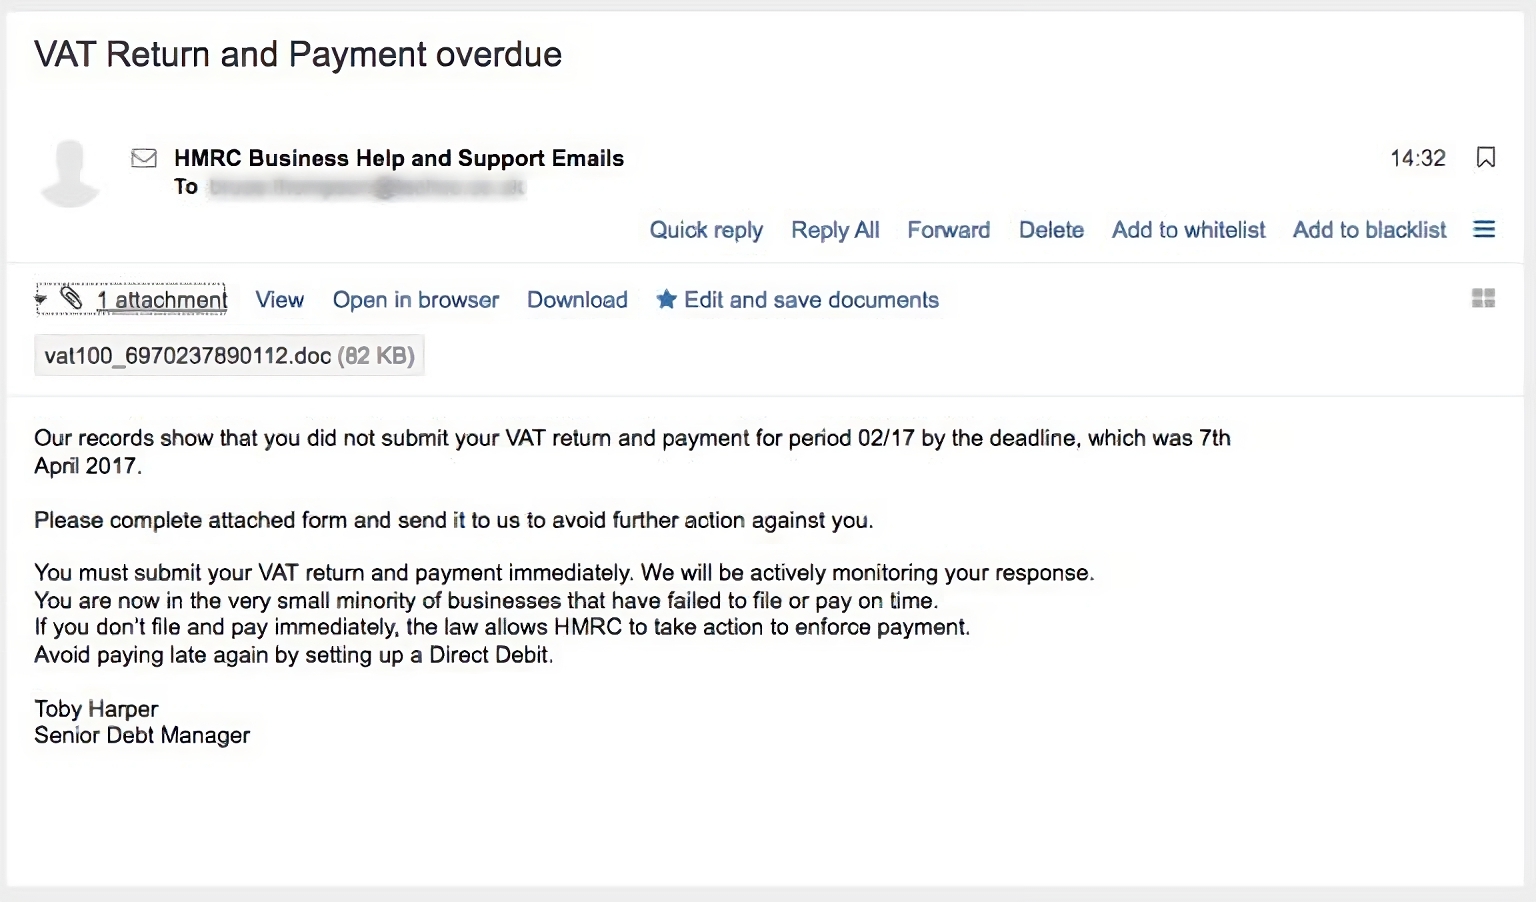 VAT Return and Payment overdue
HMRC Business Help and Support Emails
14:32
To
Quick reply Reply All Forward Delete Add to whitelist Add to blacklist
1 attachment View Open in browser Download Edit and save documents
vat100_6970237890112.doc (82 KB)
Our records show that you did not submit your VAT return and payment for period 02/17 by the deadline, which was 7th
April 2017.
Please complete attached form and send it to us to avoid further action against you.
You must submit your VAT return and payment immediately. We will be actively monitoring your response.
You are now in the very small minority of businesses that have failed to file or pay on time.
If you don't file and pay immediately, the law allows HMRC to take action to enforce payment.
Avoid paying late again by setting up a Direct Debit.
Toby Harper
Senior Debt Manager